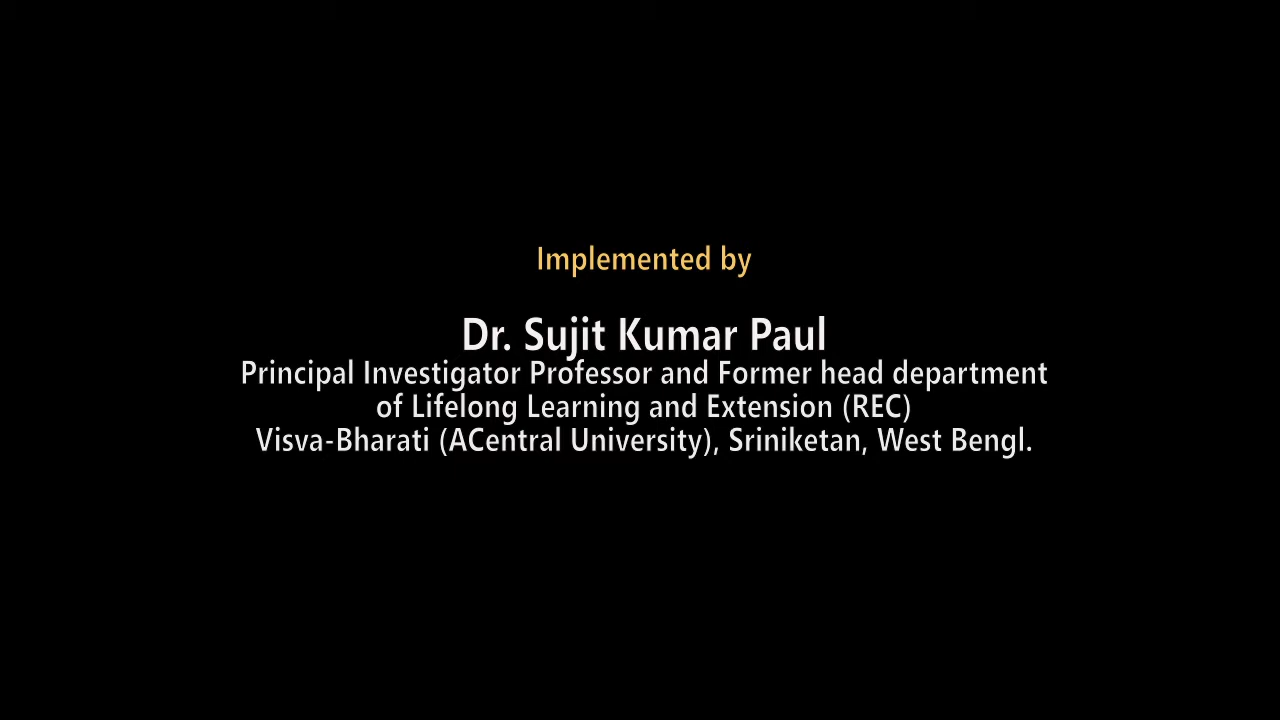 Implemented by
Dr. Sujit Kumar Paul
Principal Investigator Professor and Former head department
of Lifelong Learning and Extension (REC)
Visva-Bharati (ACentral University), Sriniketan, West Bengl.